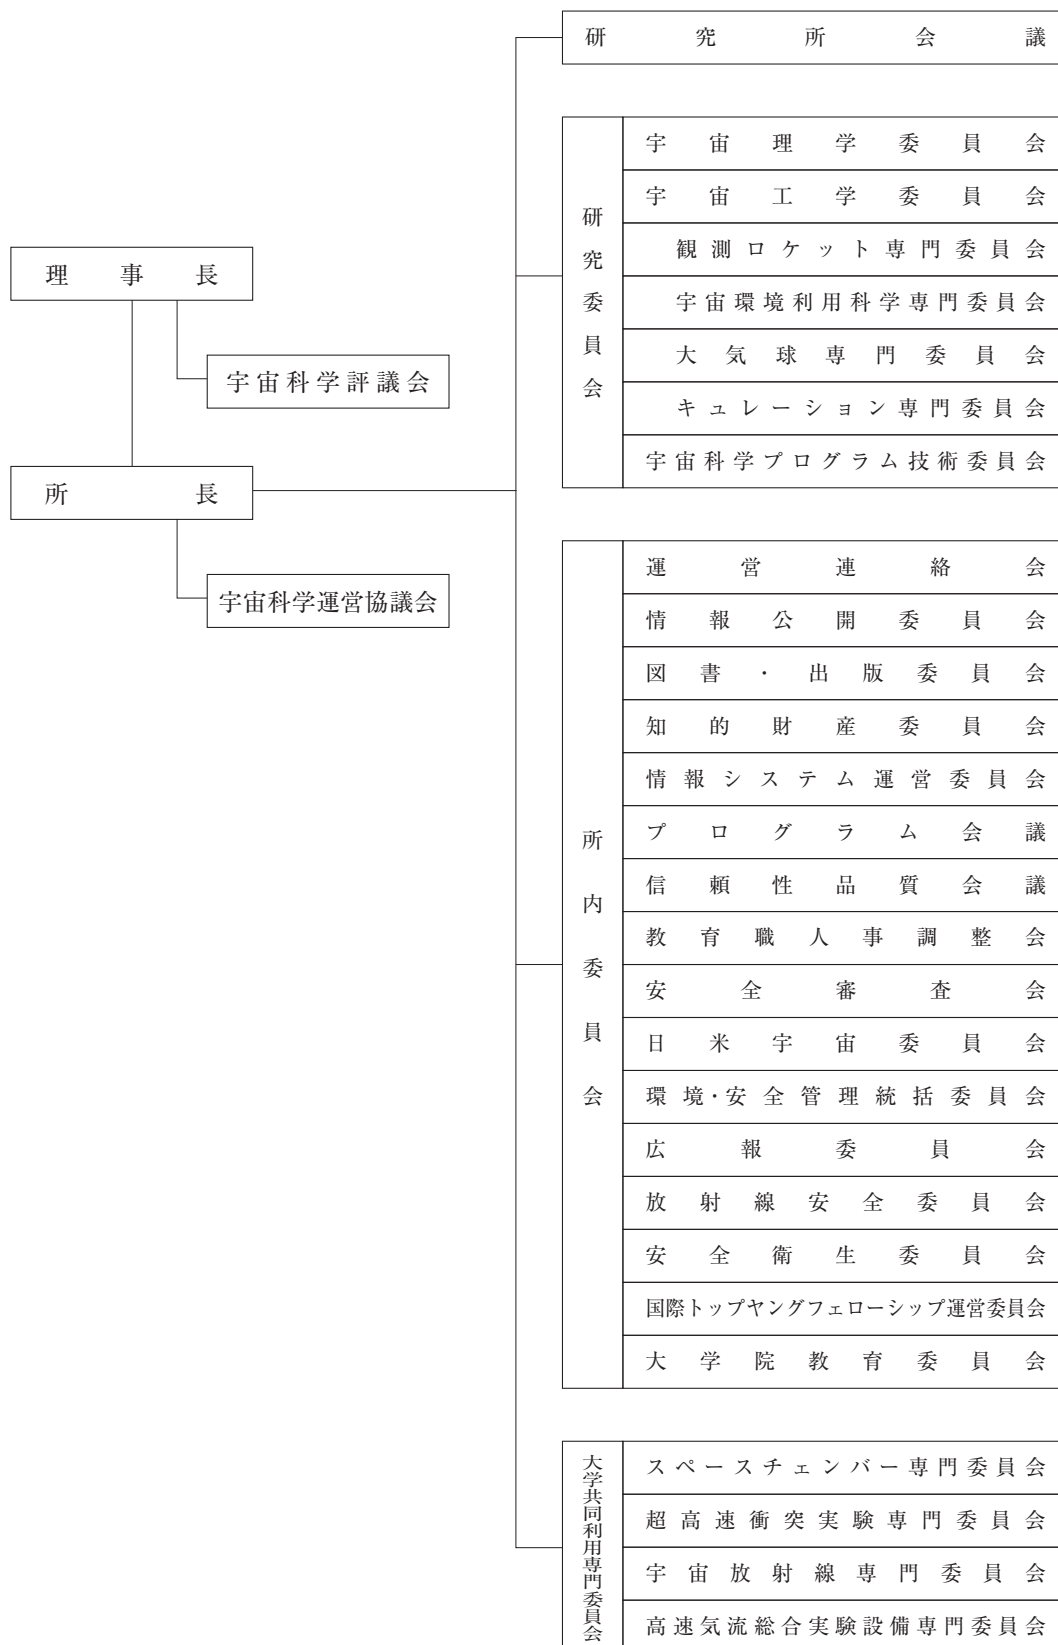 理事長
宇宙科学評議会
所長
宇宙科学運営協議会
研究所会議
研究委員会
宇宙理学委員会
宇宙工学委員会
観測ロケット専門委員会
宇宙環境利用科学専門委員会
大気球専門委員会
キュレーション専門委員会
宇宙科学プログラム技術委員会
所内委員会
運営連絡会
情報公開委員会
図書・出版委員会
知的財産委員会
情報システム運営委員会
プログラム会議
信頼性品質会議
教育職人事調整会
安全審査会
日米宇宙委員会
環境・安全管理統括委員会
広報委員会
放射線安全委員会
安全衛生委員会
国際トップヤングフェローシップ運営委員会
大学院教育委員会
大学共同利用専門委員会
スペースチェンバー専門委員会
超高速衝突実験専門委員会
宇宙放射線専門委員会
高速気流総合実験設備専門委員会